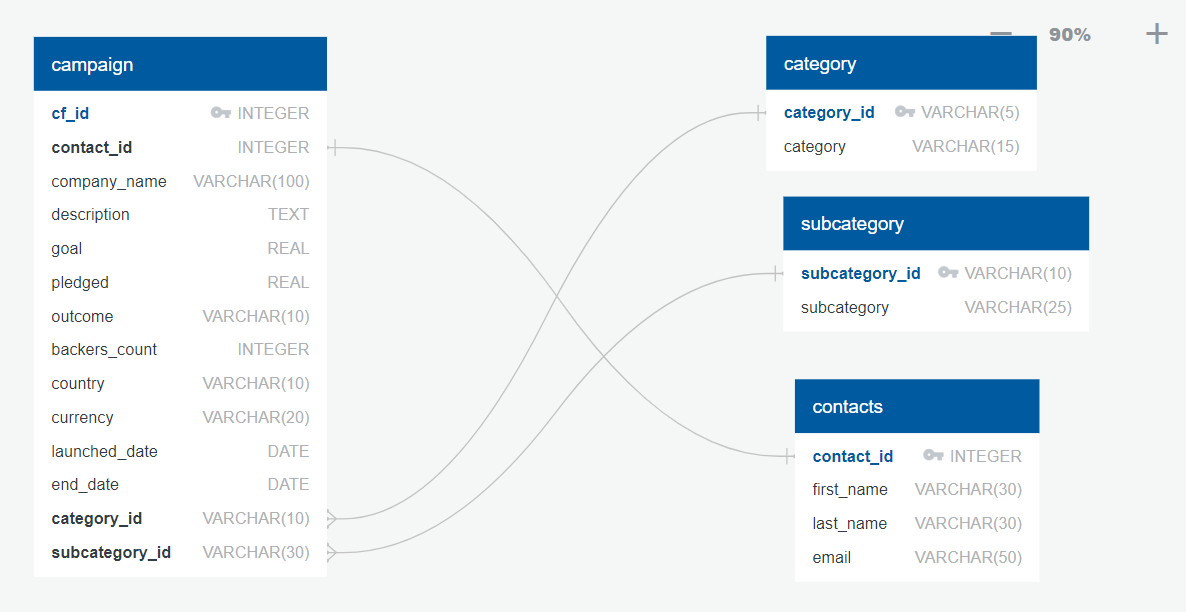 90%
campaign
cf_id INTEGER
contact_id INTEGER
company_name VARCHAR(100)
description TEXT
goal REAL
pledged REAL
outcome VARCHAR(10)
backers_count INTEGER
country VARCHAR(10)
currency VARCHAR(20)
launched_date DATE
end_date DATE
category_id VARCHAR(10)
subcategory_id VARCHAR(30)
category
category_id VARCHAR(5)
category VARCHAR(15)
subcategory
subcategory_id VARCHAR(10)
subcategory VARCHAR(25)
contacts
contact_id INTEGER
first_name VARCHAR(30)
last_name VARCHAR(30)
email VARCHAR(50)